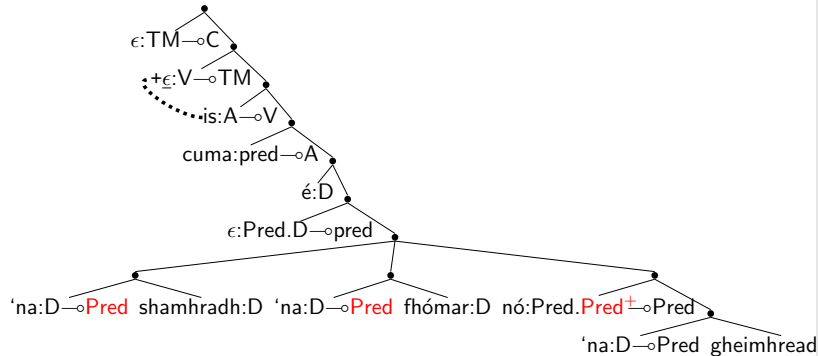 ϵ:TM⊸C
+ϵ:V⊸TM
is:A⊸V
cuma:pred⊸A
é:D
ϵ:Pred.D⊸pred
‘na:D⊸Pred shamhradh:D ‘na:D⊸Pred fhómar:D nó:Pred.Pred⁺⊸Pred
‘na:D⊸Pred gheimhread